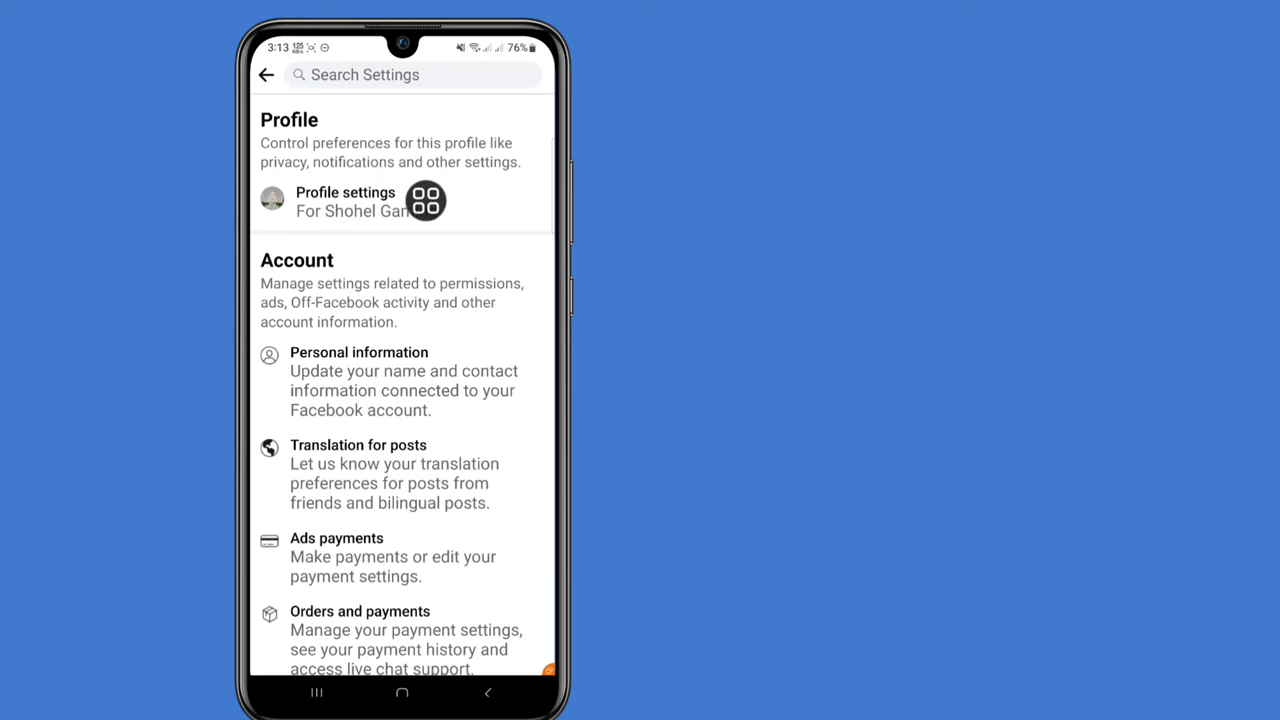 3:13 125 KB/s 76%
Search Settings
Profile
Control preferences for this profile like
privacy, notifications and other settings.
Profile settings
For Shohel
Account
Manage settings related to permissions,
ads, Off-Facebook activity and other
account information.
Personal information
Update your name and contact
information connected to your
Facebook account.
Translation for posts
Let us know your translation
preferences for posts from
friends and bilingual posts.
Ads payments
Make payments or edit your
payment settings.
Orders and payments
Manage your payment settings,
see your payment history and
access live chat support.